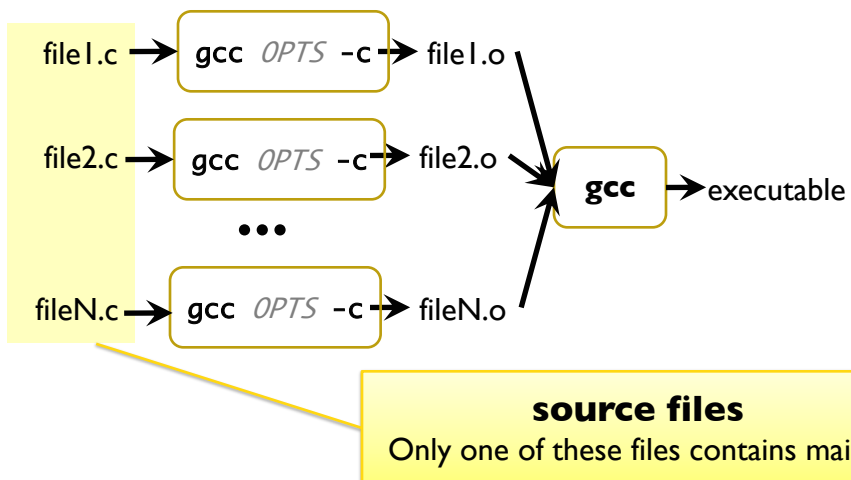 file1.c gcc OPTS -c file1.o
file2.c gcc OPTS -c file2.o
gcc executable
•••
fileN.c gcc OPTS -c fileN.o
source files
Only one of these files contains mai